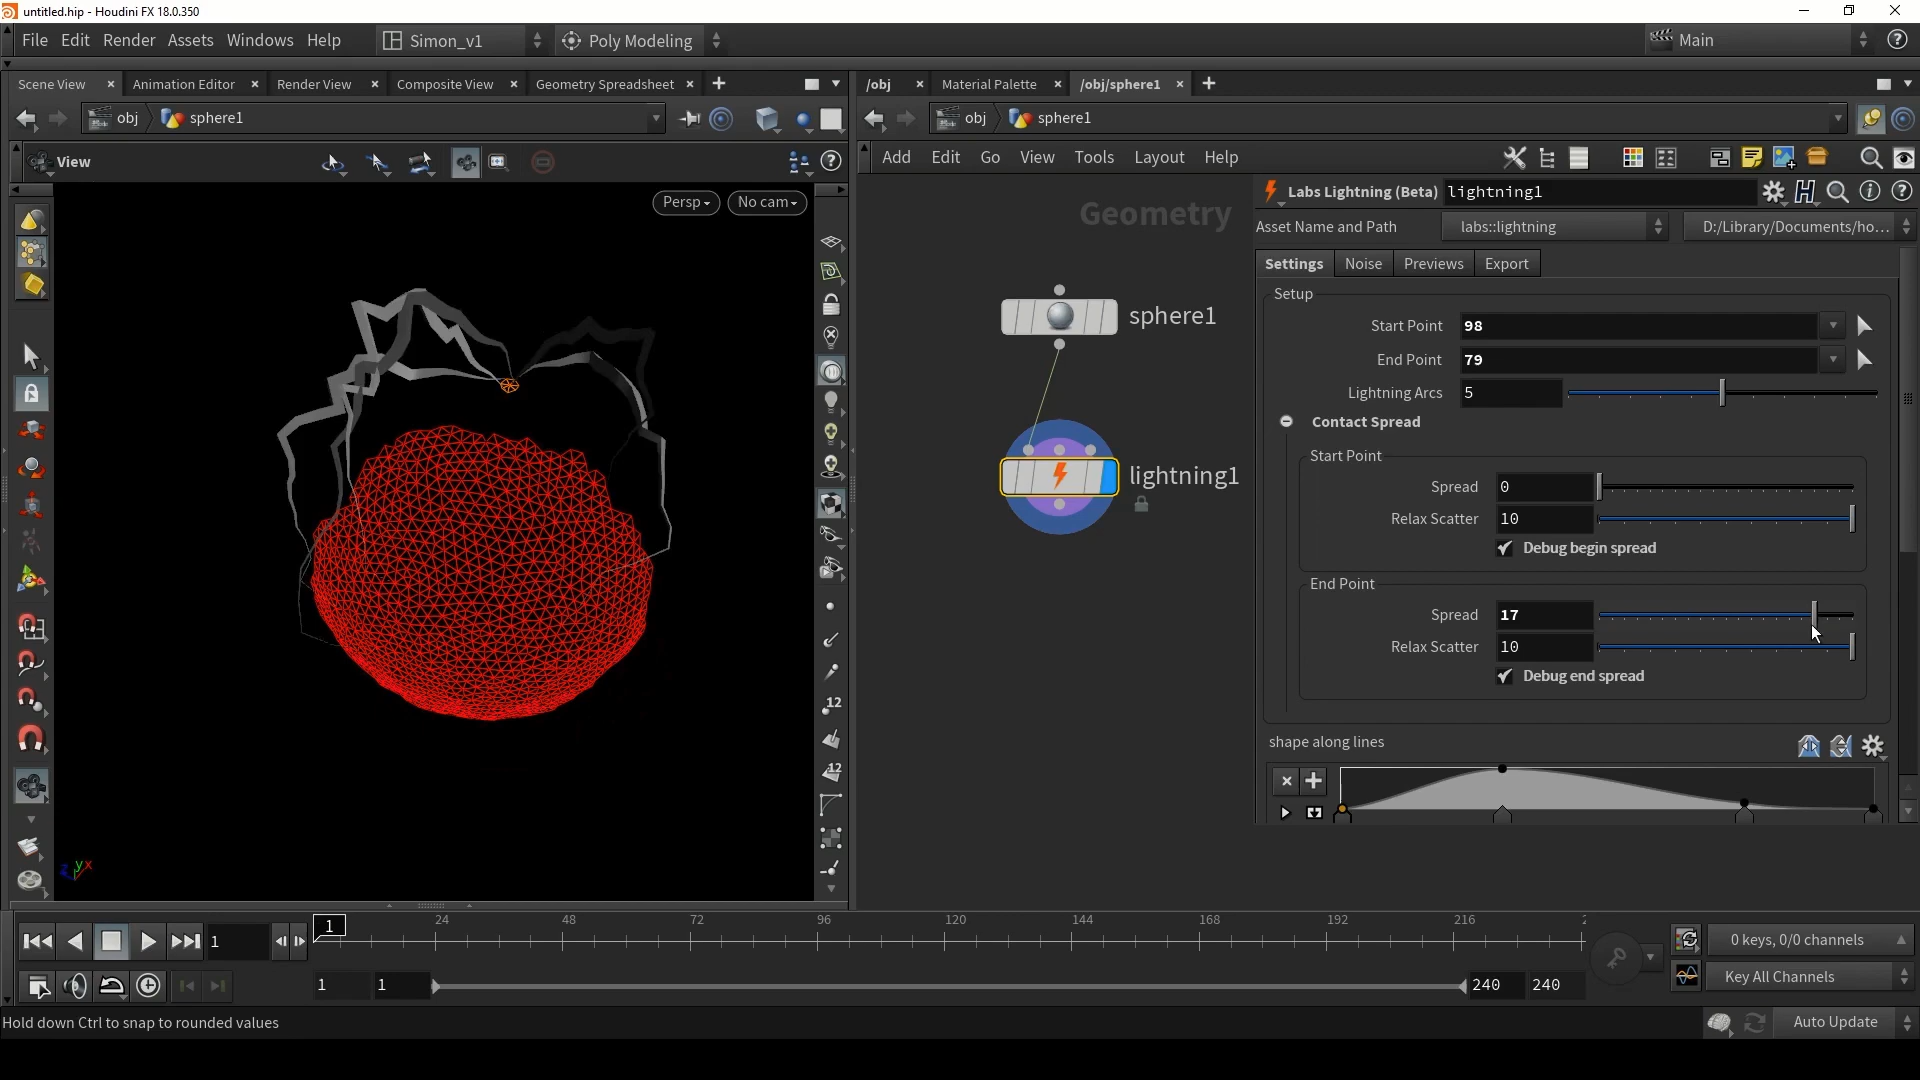 untitled.hip - Houdini FX 18.0.350
File Edit Render Assets Windows Help Simon_v1 Poly Modeling Main
Scene View Animation Editor Render View Composite View Geometry Spreadsheet
/obj Material Palette /obj/sphere1
obj sphere1
obj sphere1
View
Add Edit Go View Tools Layout Help
Persp No cam
Geometry
Labs Lightning (Beta) lightning1
Asset Name and Path labs::lightning D:/Library/Documents/ho...
Settings Noise Previews Export
Setup
Start Point 98
End Point 79
Lightning Arcs 5
Contact Spread
Start Point
Spread 0
Relax Scatter 10
Debug begin spread
End Point
Spread 17
Relax Scatter 10
Debug end spread
shape along lines
sphere1
lightning1
12
12
z y x
1 24 48 72 96 120 144 168 192 216 2
1
0 keys, 0/0 channels
1 1 240 240
Key All Channels
Hold down Ctrl to snap to rounded values
Auto Update